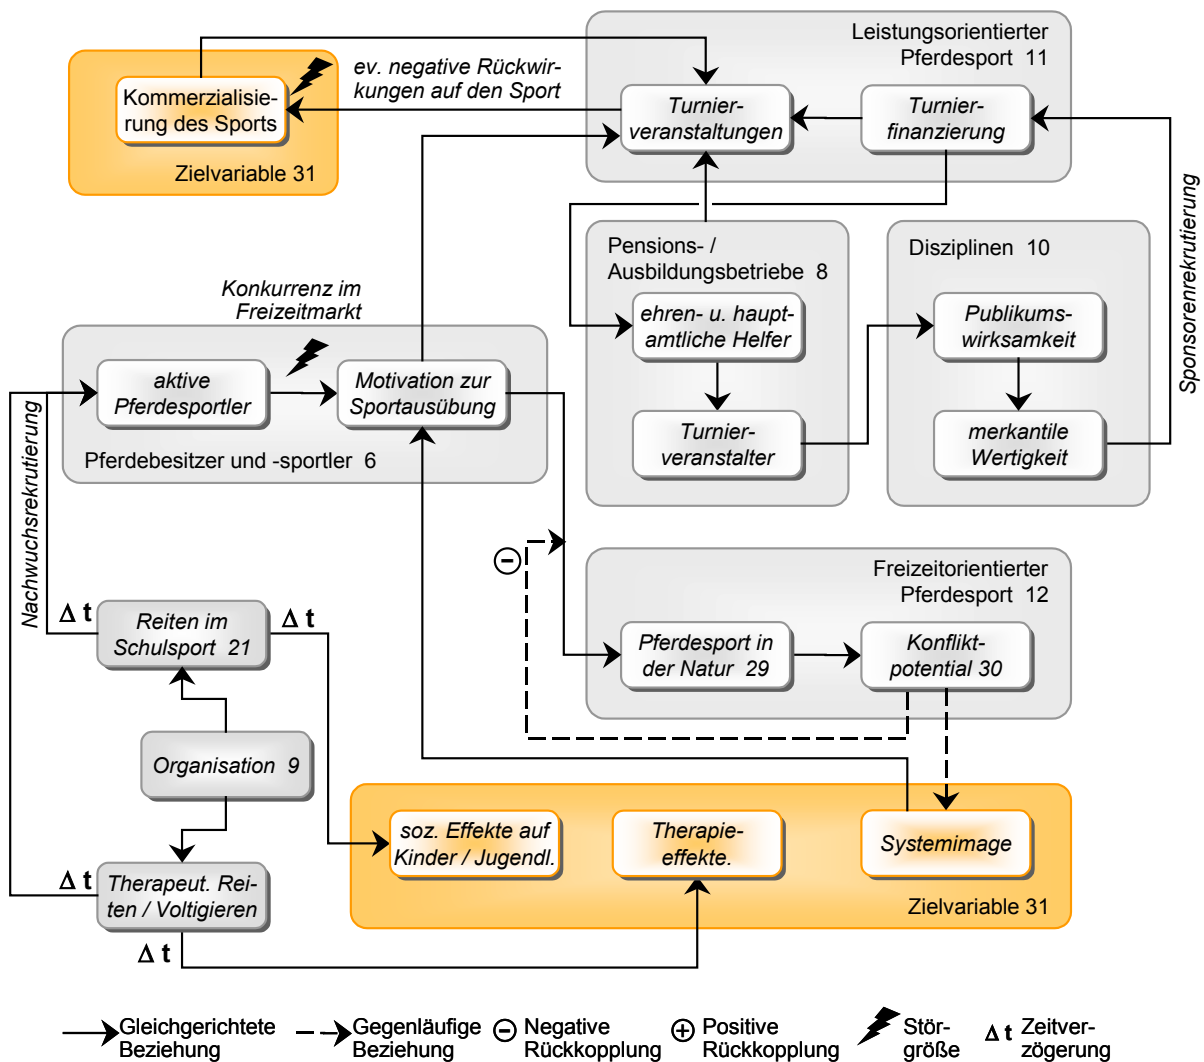 Leistungsorientierter
Pferdesport 11
ev. negative Rückwir-
kungen auf den Sport
Kommerzialisie-
rung des Sports
Zielvariable 31
Turnier-
veranstaltungen
Turnier-
finanzierung
Sponsorenrekrutierung
Pensions- /
Ausbildungsbetriebe 8
ehren- u. haupt-
amtliche Helfer
Turnier-
veranstalter
Disziplinen 10
Publikums-
wirksamkeit
merkantile
Wertigkeit
Konkurrenz im
Freizeitmarkt
aktive
Pferdesportler
Motivation zur
Sportausübung
Pferdebesitzer und -sportler 6
Nachwuchsrekrutierung
-
Freizeitorientierter
Pferdesport 12
Pferdesport in
der Natur 29
Konflikt-
potential 30
Δ t
Reiten im
Schulsport 21
Δ t
Organisation 9
Δ t
Therapeut. Rei-
ten / Voltigieren
Δ t
soz. Effekte auf
Kinder / Jugendl.
Therapie-
effekte.
Systemimage
Zielvariable 31
Gleichgerichtete
Beziehung
Gegenläufige
Beziehung
- Negative
Rückkopplung
+ Positive
Rückkopplung
Stör-
größe
Δ t Zeitver-
zögerung